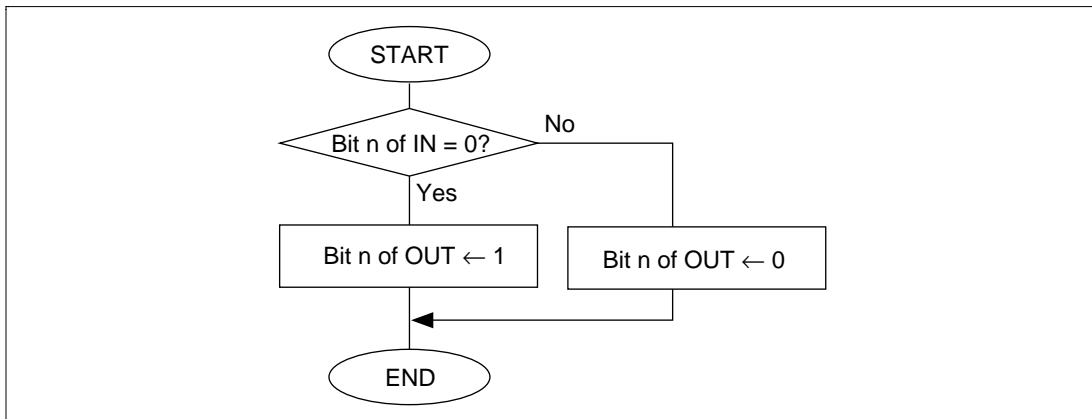 START
Bit n of IN = 0?
No
Yes
Bit n of OUT ← 1
Bit n of OUT ← 0
END